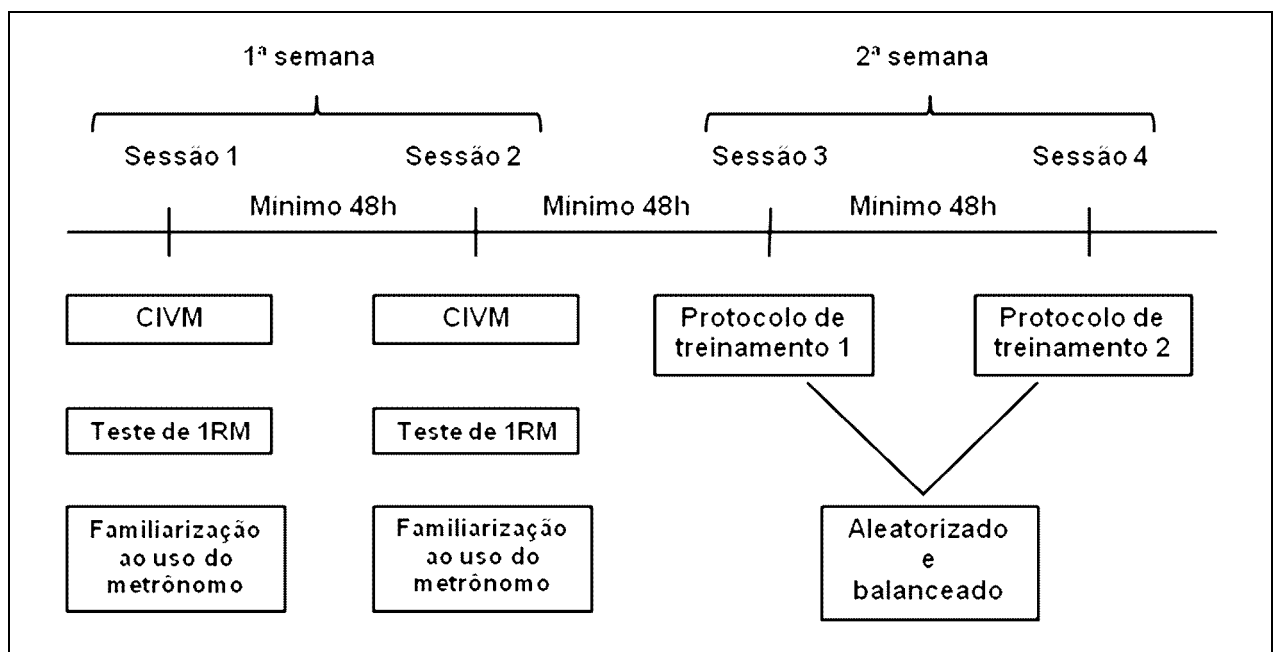 1ª semana
2ª semana
Sessão 1
Sessão 2
Sessão 3
Sessão 4
Mínimo 48h
Mínimo 48h
Mínimo 48h
CIVM
CIVM
Protocolo de
treinamento 1
Protocolo de
treinamento 2
Teste de 1RM
Teste de 1RM
Familiarização
ao uso do
metrônomo
Familiarização
ao uso do
metrônomo
Aleatorizado
e
balanceado